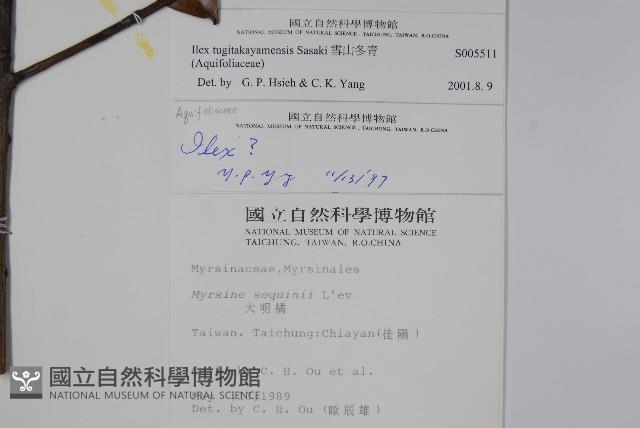 國立自然科學博物館
NATIONAL MUSEUM OF NATURAL SCIENCE, TAICHUNG, TAIWAN, R.O.CHINA
Ilex tugitakayamensis Sasaki 雪山冬青 S005511
(Aquifoliaceae)
Det. by G. P. Hsieh & C. K. Yang 2001. 8. 9
Aquifoliaceae
國立自然科學博物館
NATIONAL MUSEUM OF NATURAL SCIENCE, TAICHUNG, TAIWAN, R.O.CHINA
Ilex ?
11/13/'97
國立自然科學博物館
NATIONAL MUSEUM OF NATURAL SCIENCE
TAICHUNG, TAIWAN, R.O.CHINA
Myrsinaceae,Myrsinales
Myrsine sequinii L'ev
大明橘
Taiwan. Taichung:Chiayan(佳陽)
C. H. Ou et al.
國立自然科學博物館
NATIONAL MUSEUM OF NATURAL SCIENCE
1989
Det. by C. H. Ou (歐辰雄)